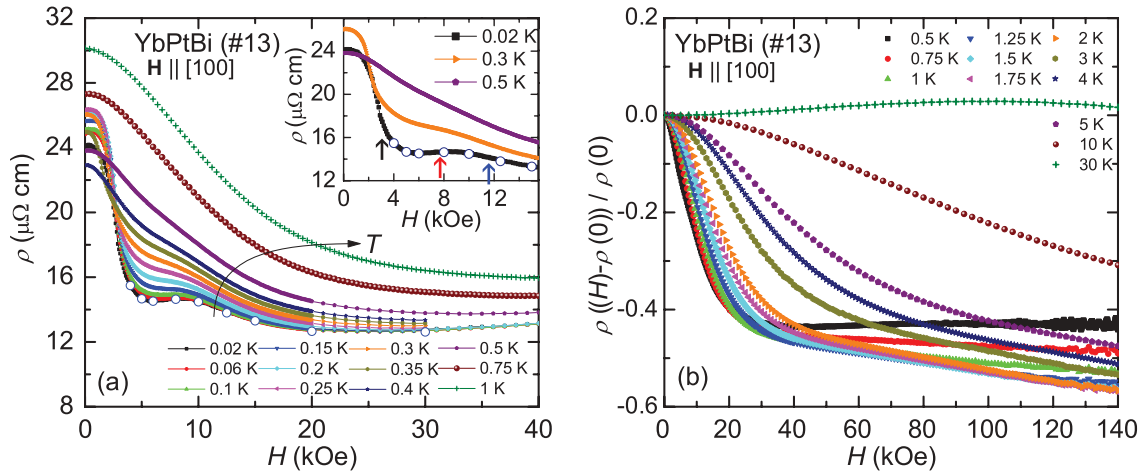 YbPtBi (#13)
H || [100]
ρ (μΩ cm)
32
28
24
20
16
12
8
0
5
10
15
20
25
30
35
40
H (kOe)
T
(a)
0.02 K
0.06 K
0.1 K
0.15 K
0.2 K
0.25 K
0.3 K
0.35 K
0.4 K
0.5 K
0.75 K
1 K
ρ (μΩ cm)
24
20
16
12
0
4
8
12
H (kOe)
0.02 K
0.3 K
0.5 K
YbPtBi (#13)
H || [100]
0.5 K
0.75 K
1 K
1.25 K
1.5 K
1.75 K
2 K
3 K
4 K
5 K
10 K
30 K
ρ ((H)-ρ (0)) / ρ (0)
0.2
0.0
-0.2
-0.4
-0.6
0
20
40
60
80
100
120
140
H (kOe)
(b)